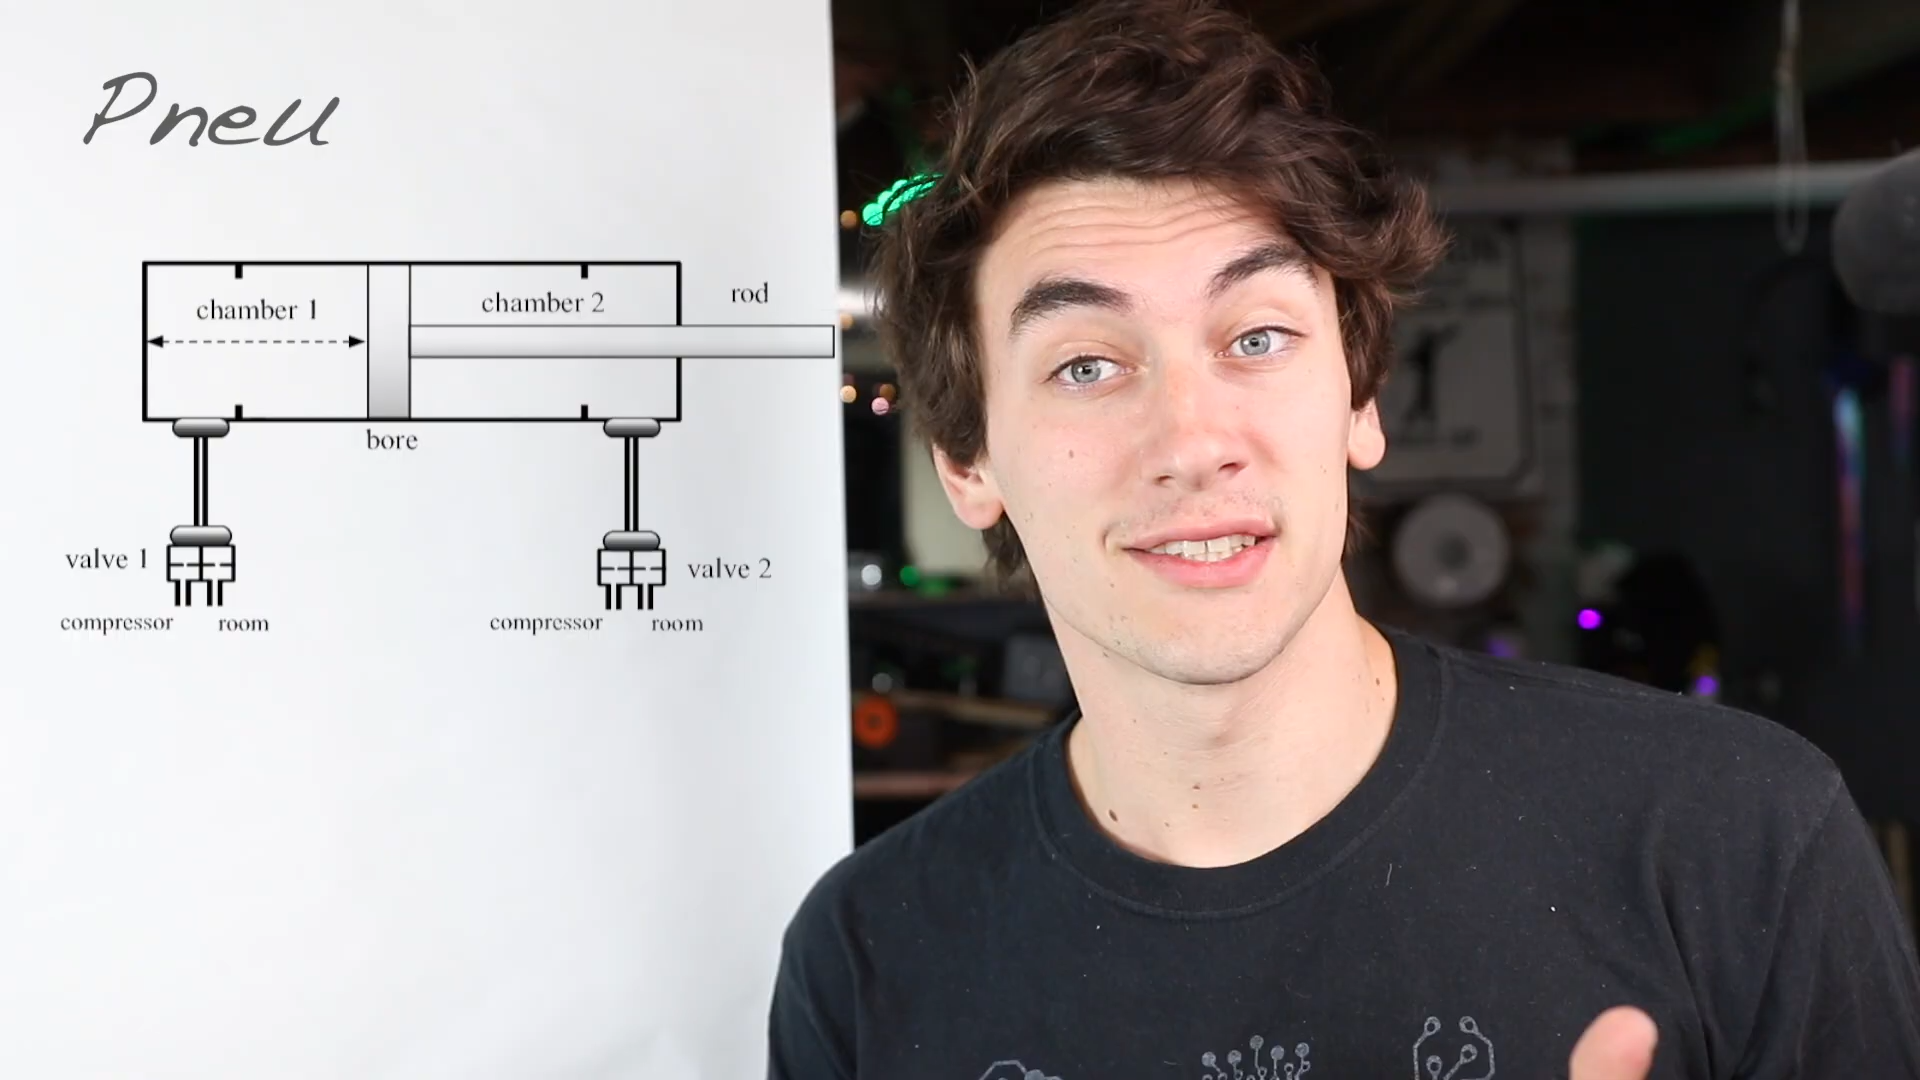 Pneu
chamber 1
chamber 2
rod
bore
valve 1
valve 2
compressor
room
compressor
room